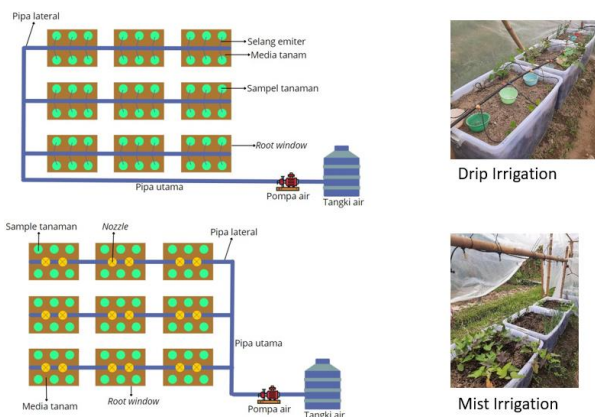 Pipa lateral
Selang emiter
Media tanam
Sampel tanaman
Root window
Pipa utama
Pompa air
Tangki air
Drip Irrigation
Sample tanaman
Nozzle
Pipa lateral
Pipa utama
Media tanam
Root window
Pompa air
Tangki air
Mist Irrigation